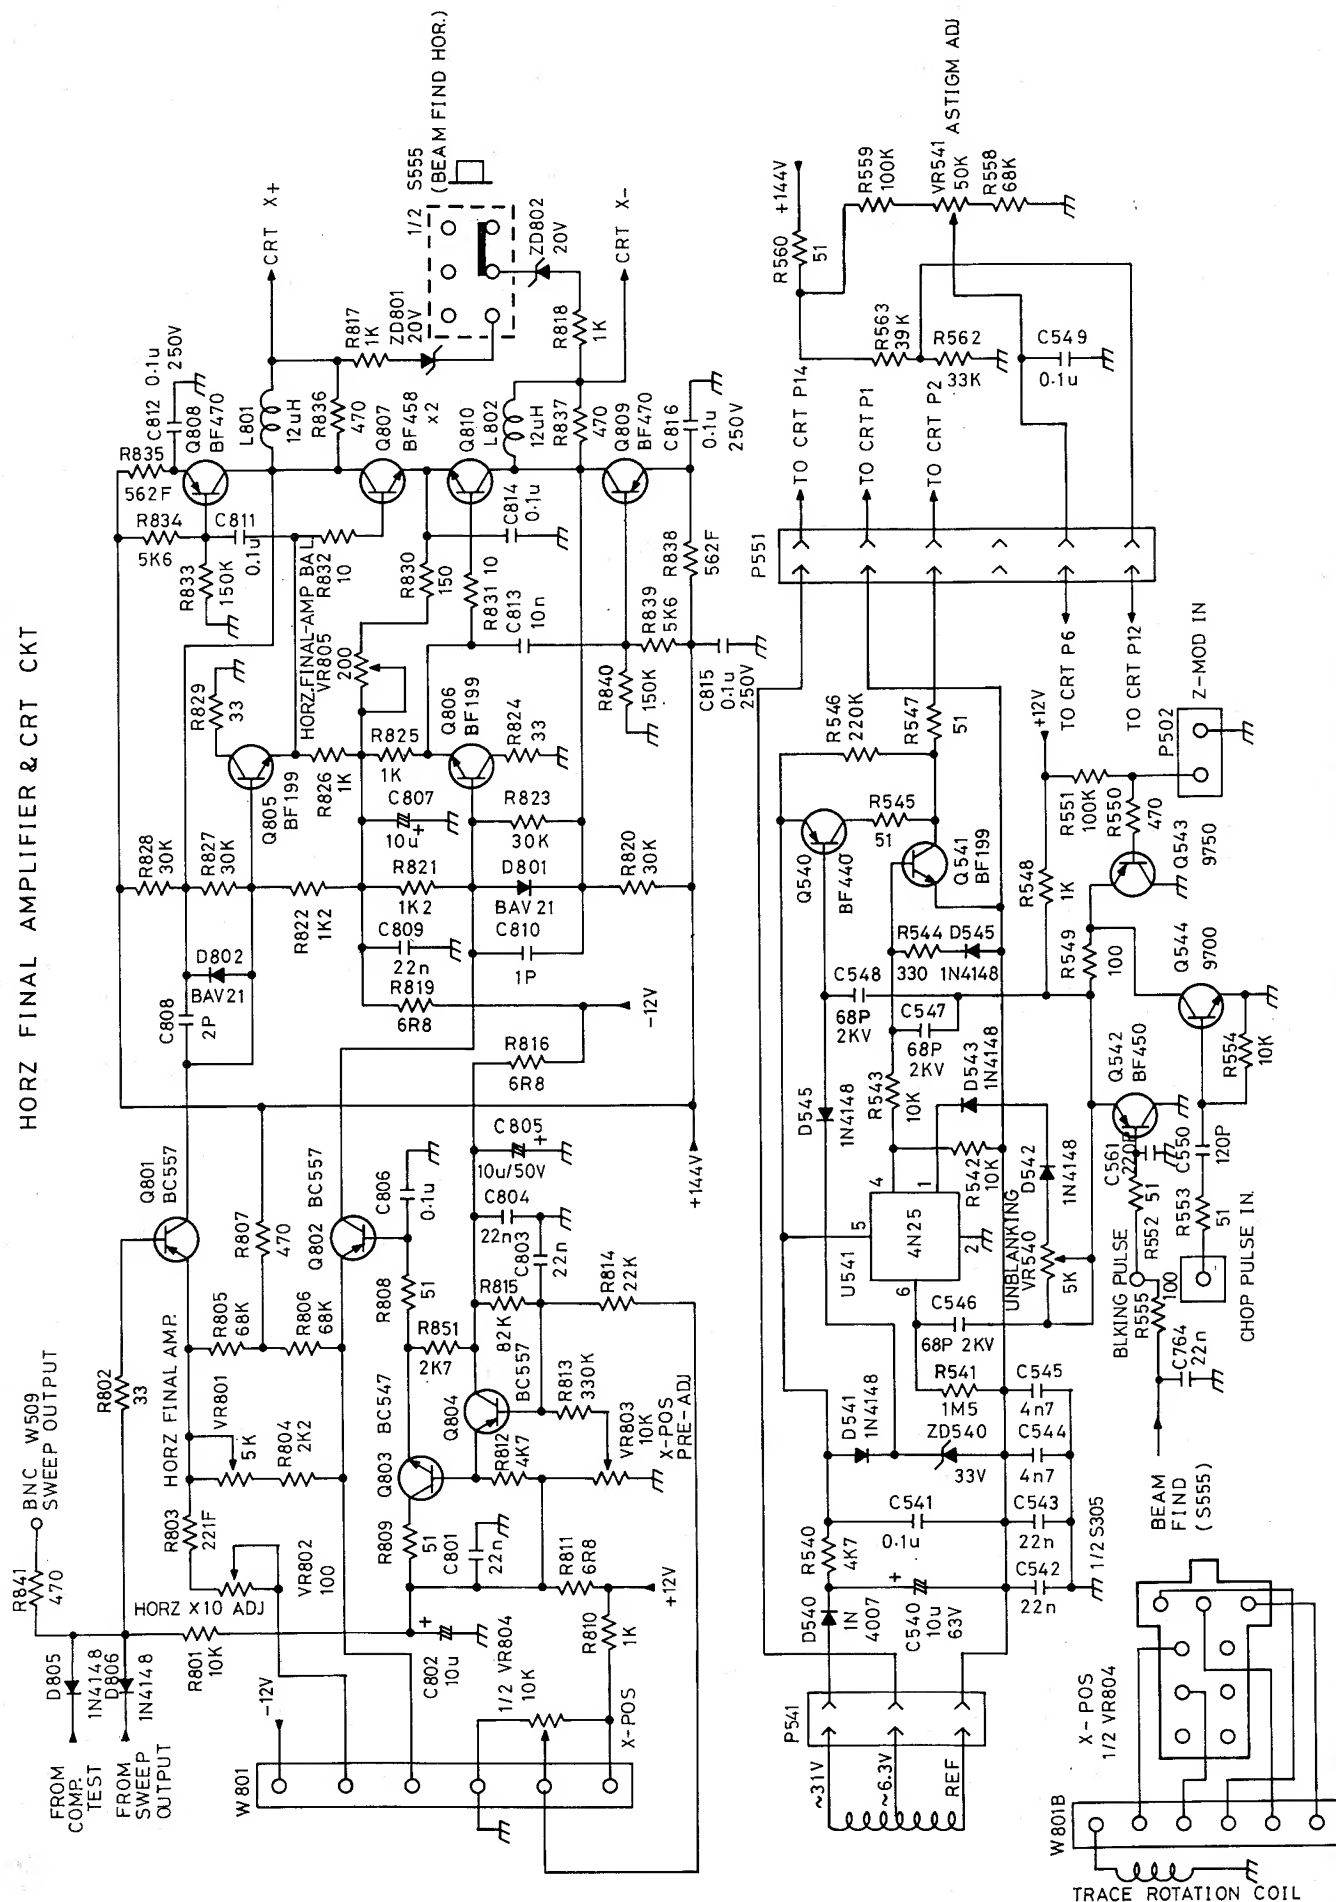 HORZ FINAL AMPLIFIER & CRT CKT
FROM
COMP.
TEST
FROM
SWEEP
OUTPUT
D805
1N4148
D806
1N4148
R841
470
BNC W509
SWEEP OUTPUT
R801
10K
R802
33
HORZ X10 ADJ
VR802
100
R803
221F
HORZ FINAL AMP.
VR801
5K
R804
2K2
R805
68K
R806
68K
R807
470
Q801
BC557
Q802
BC557
-12V
W801
C802
10u
1/2 VR804
10K
X-POS
R810
1K
+12V
R809
51
C801
22n
R811
6R8
Q803
BC547
R812
4K7
Q804
BC557
R813
330K
VR803
10K
X-POS
PRE-ADJ
R851
2K7
R808
51
R815
82K
R814
22K
C803
22n
C804
22n
C805
10u/50V
C806
0.1u
+144V
R816
6R8
-12V
C808
2P
D802
BAV21
R828
30K
R827
30K
R822
1K2
R821
1K2
C809
22n
R819
6R8
C810
1P
D801
BAV 21
R820
30K
R823
30K
C807
10u
Q805
BF199
R826
1K
R825
1K
Q806
BF199
R824
33
R829
33
HORZ.FINAL-AMP BAL
VR805
200
R833
150K
R834
5K6
R835
562F
C811
0.1u
R832
10
R830
150
R831 10
C813
10n
C814
0.1u
R840
150K
R839
5K6
R838
562F
C815
0.1u
250V
C816
0.1u
250V
C812 0.1u
250V
Q808
BF470
L801
12uH
R836
470
Q807
BF458
x2
Q810
L802
12uH
R837
470
Q809
BF470
R817
1K
ZD801
20V
R818
1K
ZD802
20V
1/2 S555
(BEAM FIND HOR.)
CRT X+
CRT X-
~31V
~6.3V
REF
P541
D540
1N
4007
R540
4K7
C540
10u
63V
C541
0.1u
C542
22n
C543
22n
C544
4n7
C545
4n7
1/2 S305
D541
1N4148
ZD540
33V
R541
1M5
C546
68P 2KV
U541
4N25
5
4
1
2
6
UNBLANKING
VR540
5K
D542
1N4148
D543
1N4148
R542
10K
R543
10K
D545
1N4148
C547
68P
2KV
C548
68P
2KV
R544
330
D545
1N4148
Q540
BF440
Q541
BF199
R545
51
R546
220K
R547
51
P551
TO CRT P14
TO CRT P1
TO CRT P2
TO CRT P6
TO CRT P12
R560
51
+144V
R559
100K
VR541
50K
ASTIGM ADJ
R558
68K
R563
39K
R562
33K
C549
0.1u
+12V
R548
1K
R551
100K
R550
470
P502
Z-MOD IN
Q543
9750
R549
100
Q544
9700
R554
10K
Q542
BF450
C561
220P
C550
120P
R552
51
R553
51
BLKING PULSE
R555
100
CHOP PULSE IN
C764
22n
BEAM
FIND
(S555)
X-POS
1/2 VR804
W801B
TRACE ROTATION COIL